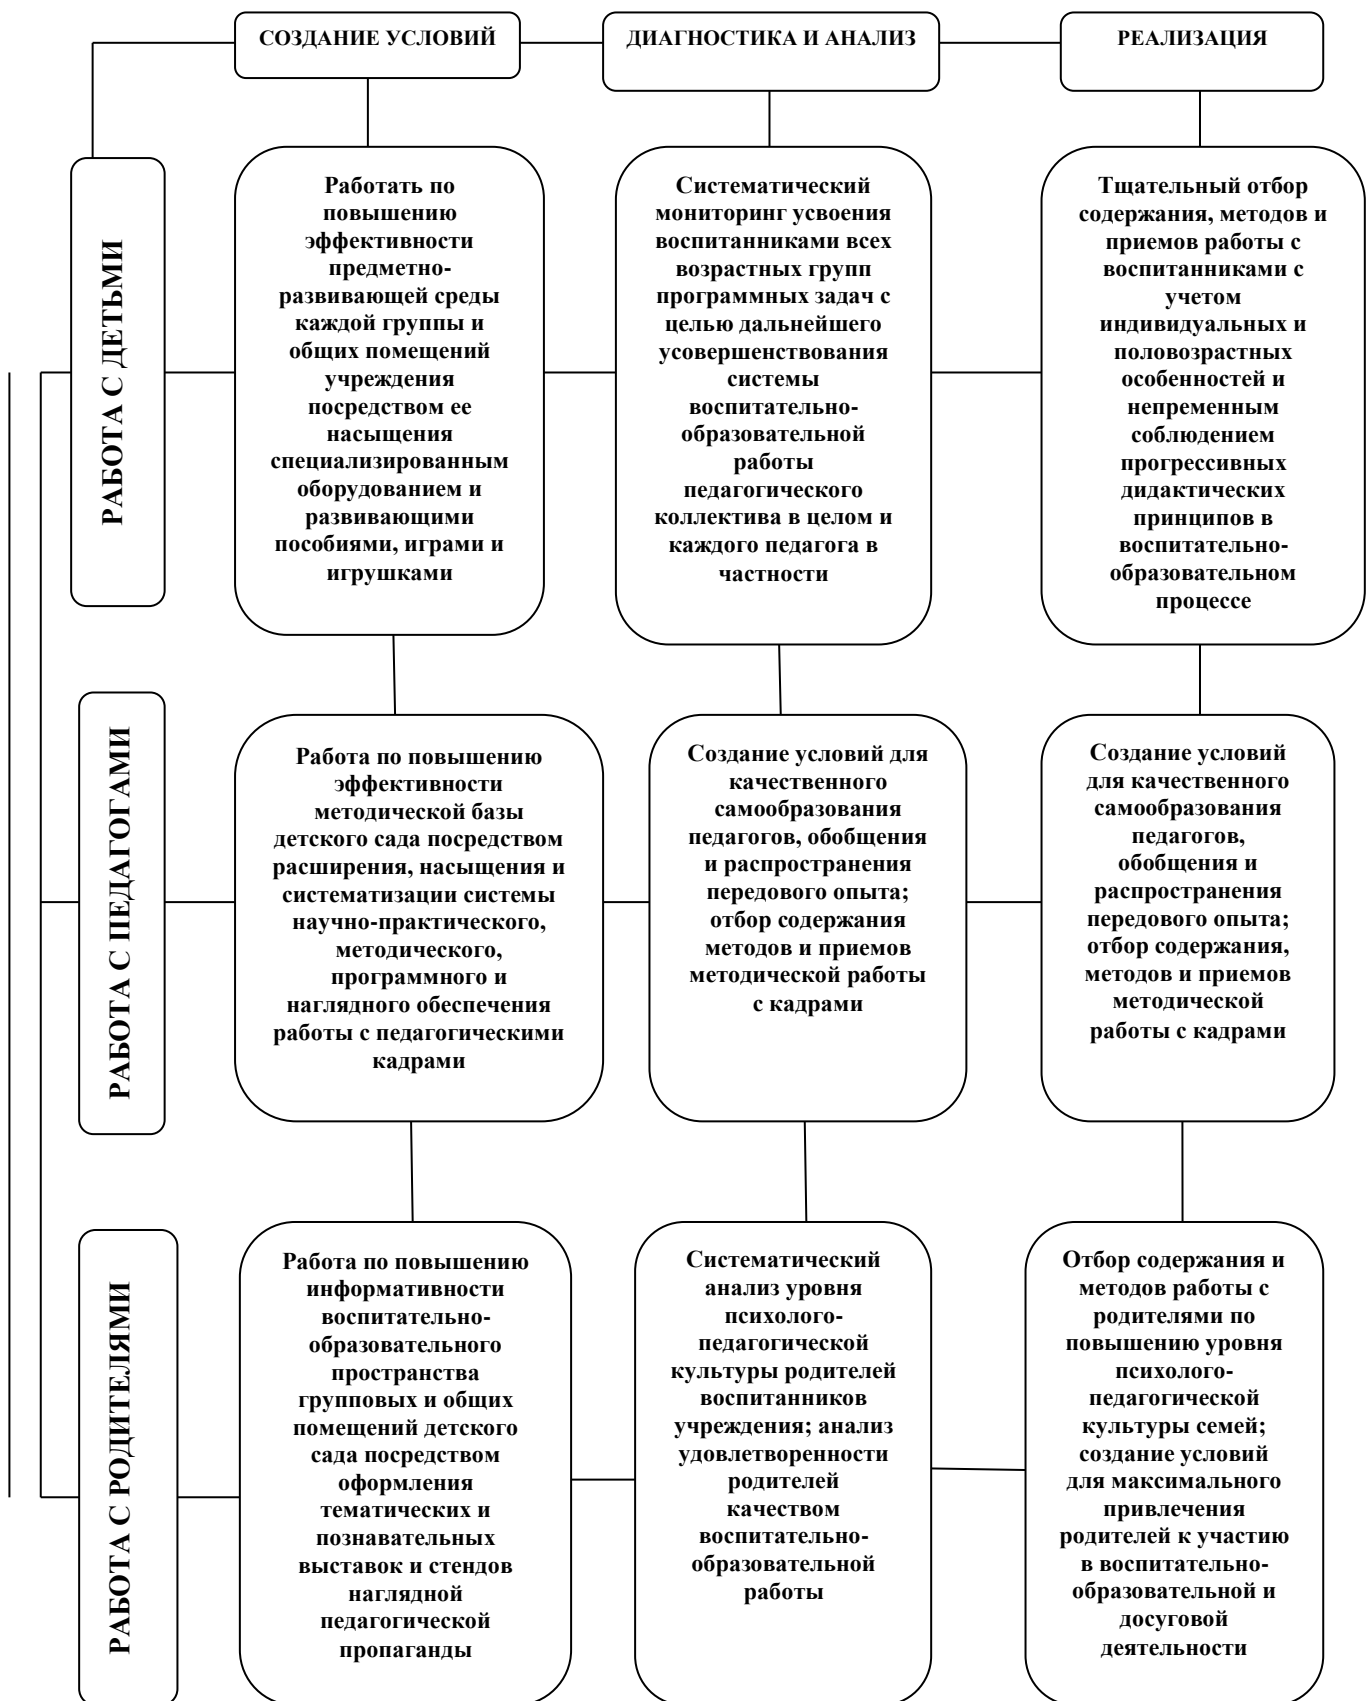 СОЗДАНИЕ УСЛОВИЙ
ДИАГНОСТИКА И АНАЛИЗ
РЕАЛИЗАЦИЯ
РАБОТА С ДЕТЬМИ
Работать по
повышению
эффективности
предметно-
развивающей среды
каждой группы и
общих помещений
учреждения
посредством ее
насыщения
специализированным
оборудованием и
развивающими
пособиями, играми и
игрушками
Систематический
мониторинг усвоения
воспитанниками всех
возрастных групп
программных задач с
целью дальнейшего
усовершенствования
системы
воспитательно-
образовательной
работы
педагогического
коллектива в целом и
каждого педагога в
частности
Тщательный отбор
содержания, методов и
приемов работы с
воспитанниками с
учетом
индивидуальных и
половозрастных
особенностей и
непременным
соблюдением
прогрессивных
дидактических
принципов в
воспитательно-
образовательном
процессе
РАБОТА С ПЕДАГОГАМИ
Работа по повышению
эффективности
методической базы
детского сада посредством
расширения, насыщения и
систематизации системы
научно-практического,
методического,
программного и
наглядного обеспечения
работы с педагогическими
кадрами
Создание условий для
качественного
самообразования
педагогов, обобщения
и распространения
передового опыта;
отбор содержания
методов и приемов
методической работы
с кадрами
Создание условий
для качественного
самообразования
педагогов,
обобщения и
распространения
передового опыта;
отбор содержания,
методов и приемов
методической
работы с кадрами
РАБОТА С РОДИТЕЛЯМИ
Работа по повышению
информативности
воспитательно-
образовательного
пространства
групповых и общих
помещений детского
сада посредством
оформления
тематических и
познавательных
выставок и стендов
наглядной
педагогической
пропаганды
Систематический
анализ уровня
психолого-
педагогической
культуры родителей
воспитанников
учреждения; анализ
удовлетворенности
родителей
качеством
воспитательно-
образовательной
работы
Отбор содержания и
методов работы с
родителями по
повышению уровня
психолого-
педагогической
культуры семей;
создание условий
для максимального
привлечения
родителей к участию
в воспитательно-
образовательной и
досуговой
деятельности